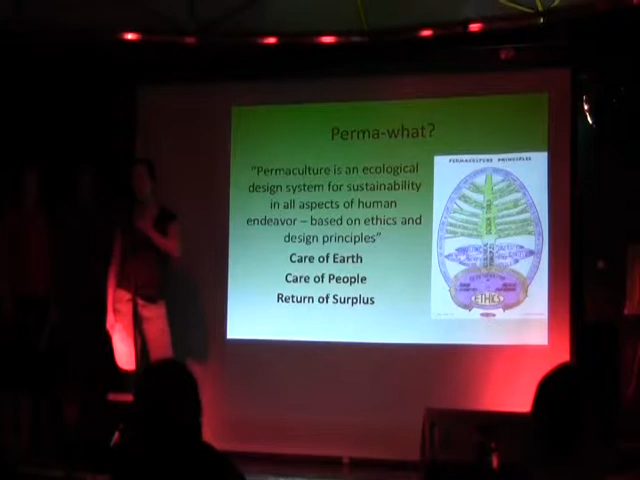 Perma-what?
"Permaculture is an ecological
design system for sustainability
in all aspects of human
endeavor – based on ethics and
design principles"
Care of Earth
Care of People
Return of Surplus
PERMACULTURE PRINCIPLES
ETHICS